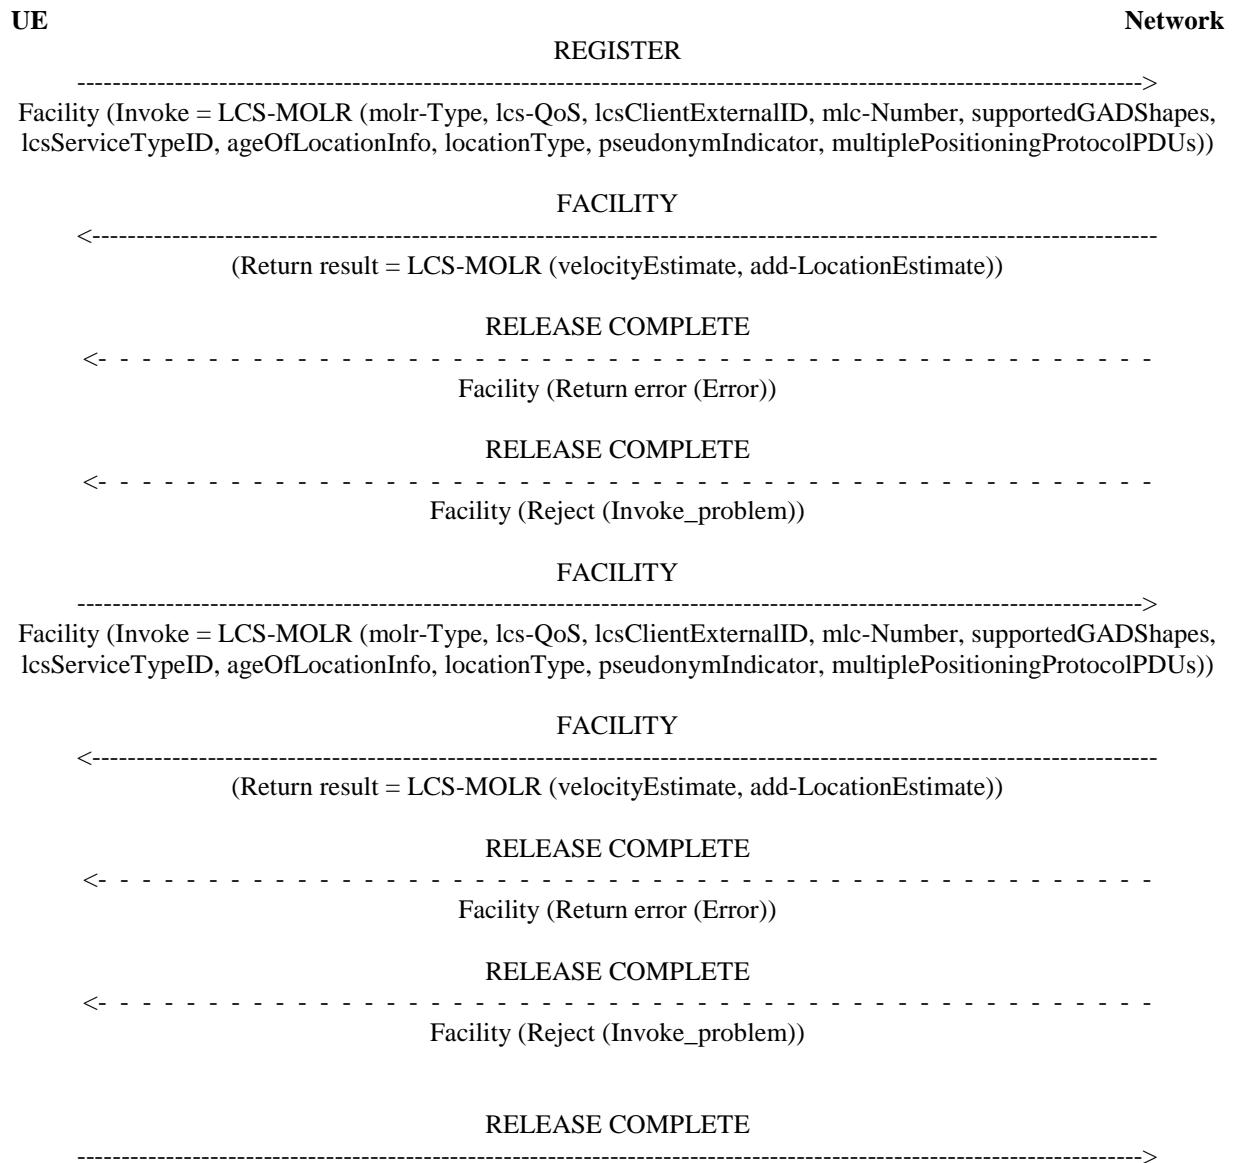 UE Network
REGISTER
------------------------------------------------------------------------------------------------------------------------->
Facility (Invoke = LCS-MOLR (molr-Type, lcs-QoS, lcsClientExternalID, mlc-Number, supportedGADShapes,
lcsServiceTypeID, ageOfLocationInfo, locationType, pseudonymIndicator, multiplePositioningProtocolPDUs))
FACILITY
<-------------------------------------------------------------------------------------------------------------------------
(Return result = LCS-MOLR (velocityEstimate, add-LocationEstimate))
RELEASE COMPLETE
<- - - - - - - - - - - - - - - - - - - - - - - - - - - - - - - - - - - - - - - - - - - - - -
Facility (Return error (Error))
RELEASE COMPLETE
<- - - - - - - - - - - - - - - - - - - - - - - - - - - - - - - - - - - - - - - - - - - - - -
Facility (Reject (Invoke_problem))
FACILITY
------------------------------------------------------------------------------------------------------------------------->
Facility (Invoke = LCS-MOLR (molr-Type, lcs-QoS, lcsClientExternalID, mlc-Number, supportedGADShapes,
lcsServiceTypeID, ageOfLocationInfo, locationType, pseudonymIndicator, multiplePositioningProtocolPDUs))
FACILITY
<-------------------------------------------------------------------------------------------------------------------------
(Return result = LCS-MOLR (velocityEstimate, add-LocationEstimate))
RELEASE COMPLETE
<- - - - - - - - - - - - - - - - - - - - - - - - - - - - - - - - - - - - - - - - - - - - - -
Facility (Return error (Error))
RELEASE COMPLETE
<- - - - - - - - - - - - - - - - - - - - - - - - - - - - - - - - - - - - - - - - - - - - - -
Facility (Reject (Invoke_problem))
RELEASE COMPLETE
------------------------------------------------------------------------------------------------------------------------->